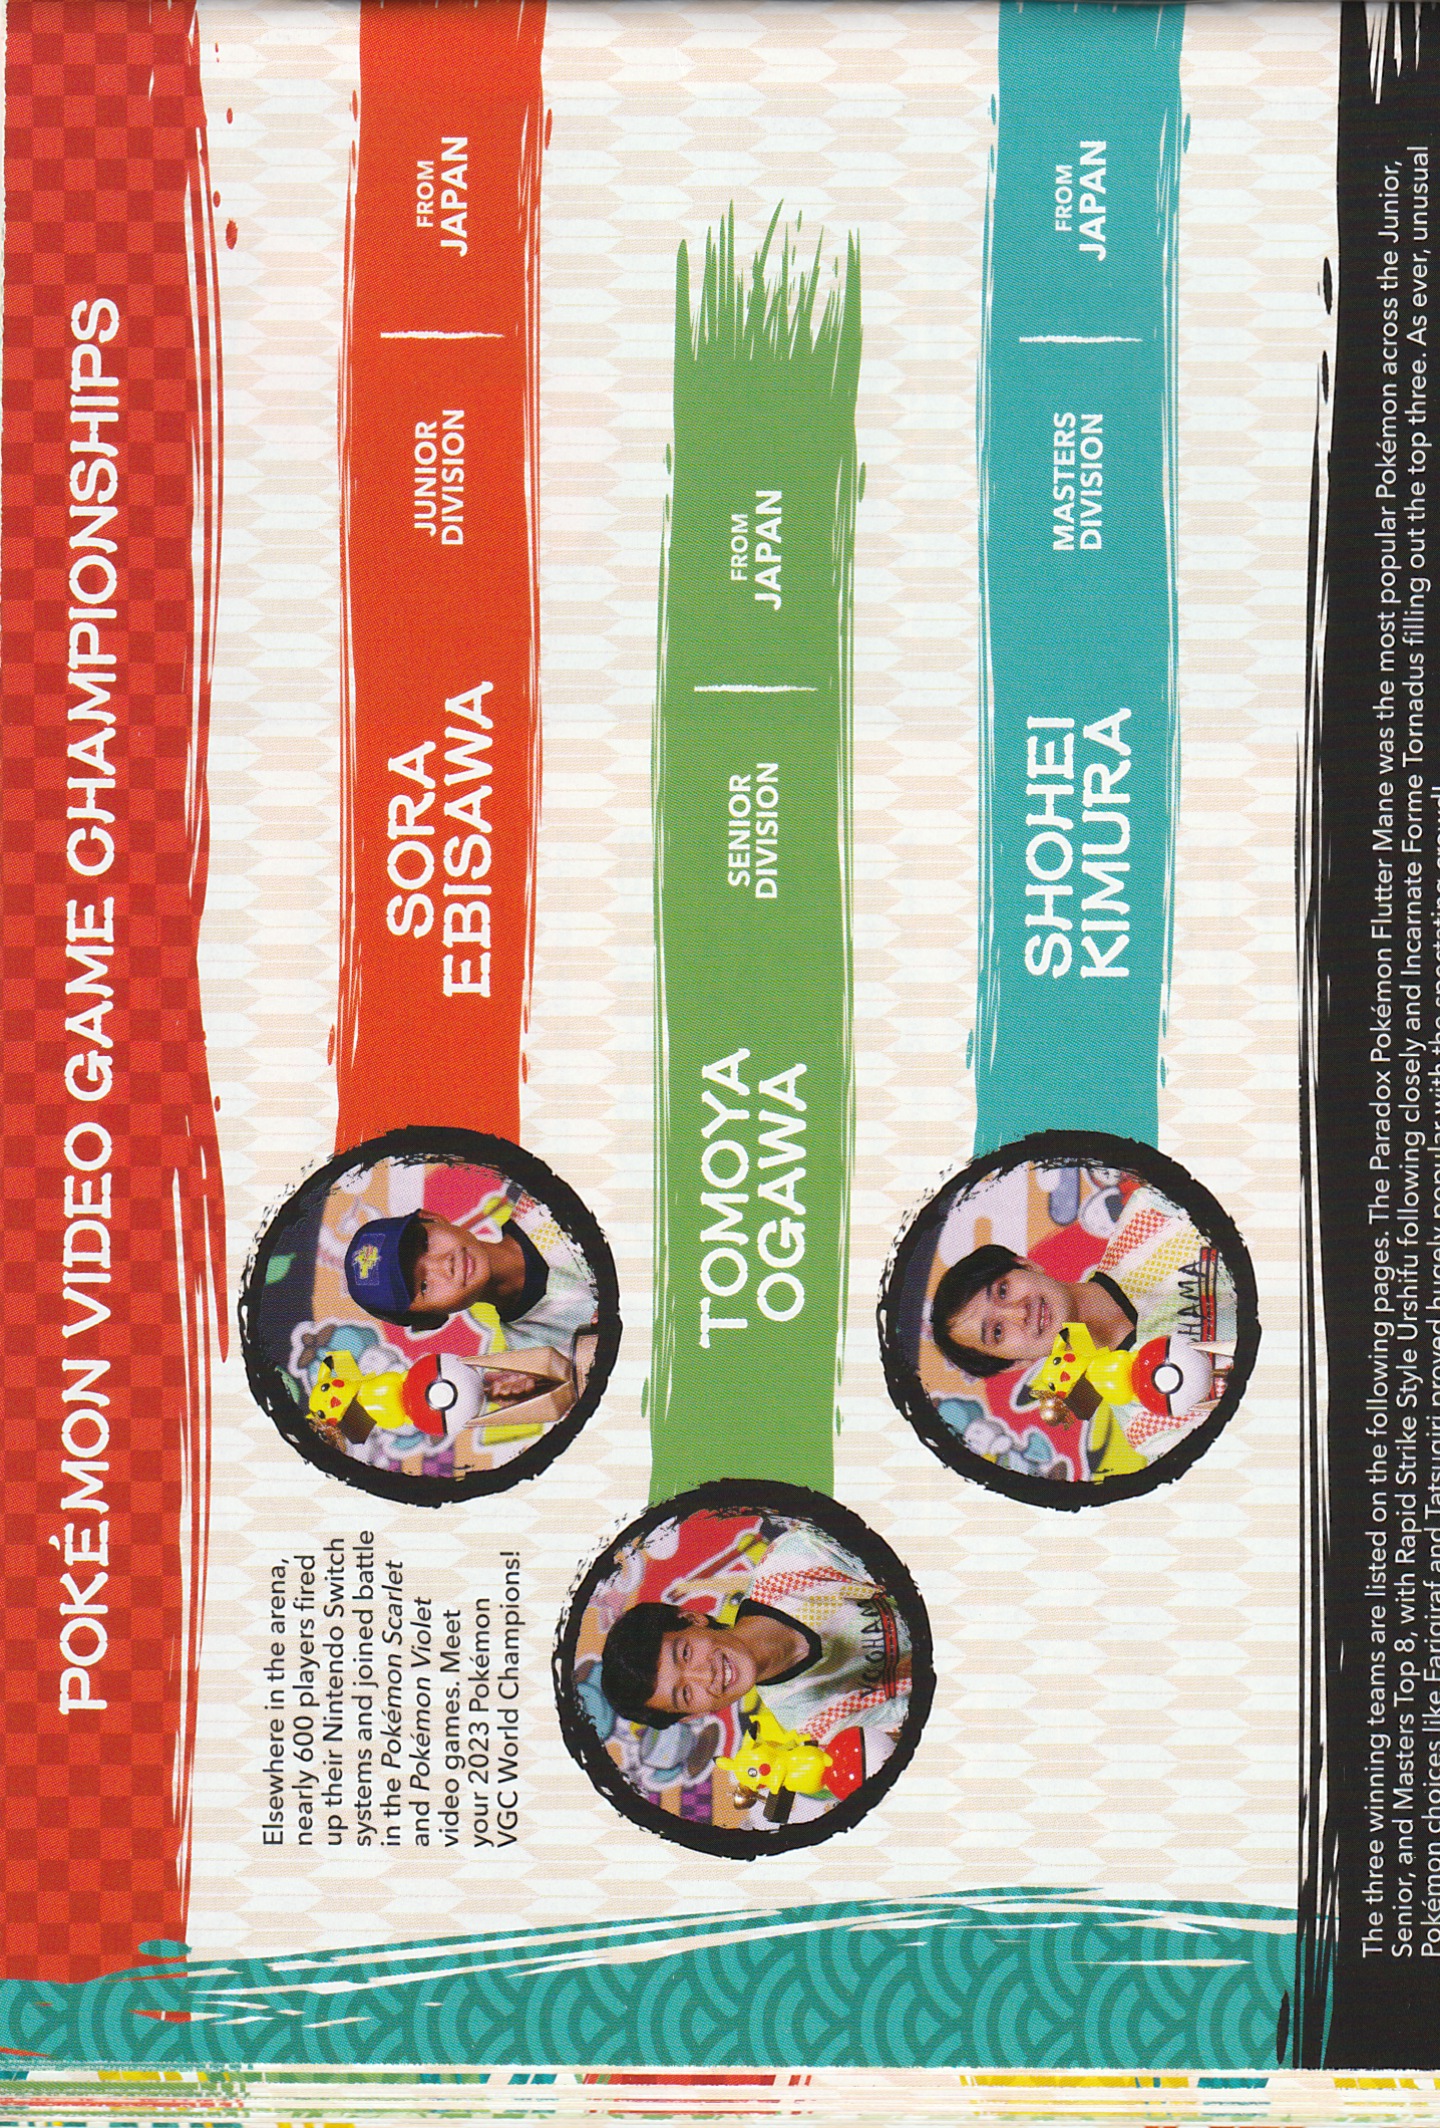 POKÉMON VIDEO GAME CHAMPIONSHIPS
Elsewhere in the arena,
nearly 600 players fired
up their Nintendo Switch
systems and joined battle
in the Pokémon Scarlet
and Pokémon Violet
video games. Meet
your 2023 Pokémon
VGC World Champions!
SORA
EBISAWA
JUNIOR
DIVISION
FROM
JAPAN
TOMOYA
OGAWA
SENIOR
DIVISION
FROM
JAPAN
SHOHEI
KIMURA
MASTERS
DIVISION
FROM
JAPAN
The three winning teams are listed on the following pages. The Paradox Pokémon Flutter Mane was the most popular Pokémon across the Junior,
Senior, and Masters Top 8, with Rapid Strike Style Urshifu following closely and Incarnate Forme Tornadus filling out the top three. As ever, unusual
Pokémon choices like Farigiraf and Tatsugiri proved hugely popular with the spectating crowd!